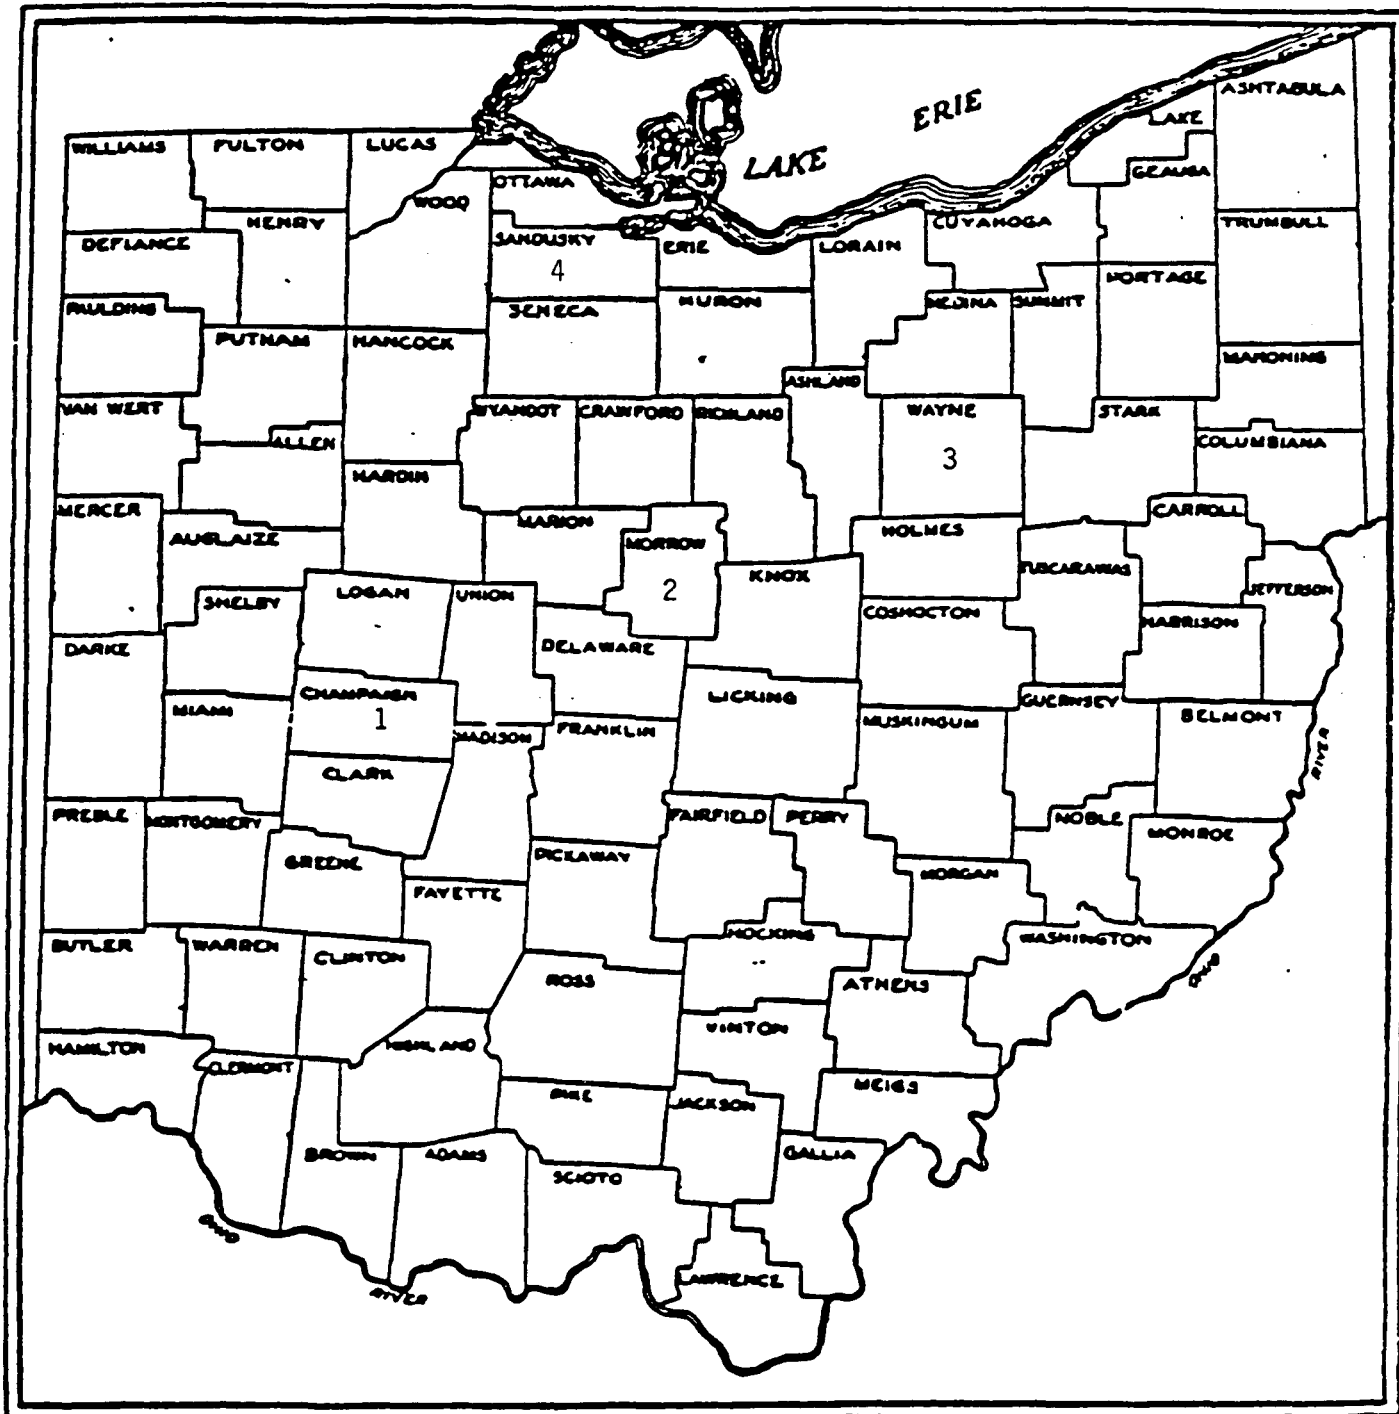 ASHTABULA
ERIE
LAKE
WILLIAMS
FULTON
LUCAS
LAKE
GEAUGA
OTTAWA
WOOD
HENRY
CUYAHOGA
TRUMBULL
DEFIANCE
SANDUSKY
ERIE
LORAIN
4
PORTAGE
PAULDING
SENECA
HURON
MEDINA
SUMMIT
PUTNAM
HANCOCK
MAHONING
ASHLAND
VAN WERT
WYANDOT
CRAWFORD
RICHLAND
WAYNE
STARK
ALLEN
COLUMBIANA
3
HARDIN
MERCER
MARION
CARROLL
AUGLAIZE
MORROW
HOLMES
KNOX
TUSCARAWAS
2
SHELBY
LOGAN
UNION
JEFFERSON
COSHOCTON
HARRISON
DARKE
DELAWARE
CHAMPAIGN
LICKING
GUERNSEY
MIAMI
1
MADISON
FRANKLIN
MUSKINGUM
BELMONT
RIVER
CLARK
PREBLE
MONTGOMERY
FAIRFIELD
PERRY
NOBLE
MONROE
GREENE
PICKAWAY
MORGAN
FAYETTE
BUTLER
WARREN
CLINTON
HOCKING
WASHINGTON
ROSS
ATHENS
OHIO
VINTON
HAMILTON
HIGHLAND
CLERMONT
MEIGS
PIKE
JACKSON
BROWN
ADAMS
GALLIA
SCIOTO
OHIO
LAWRENCE
RIVER